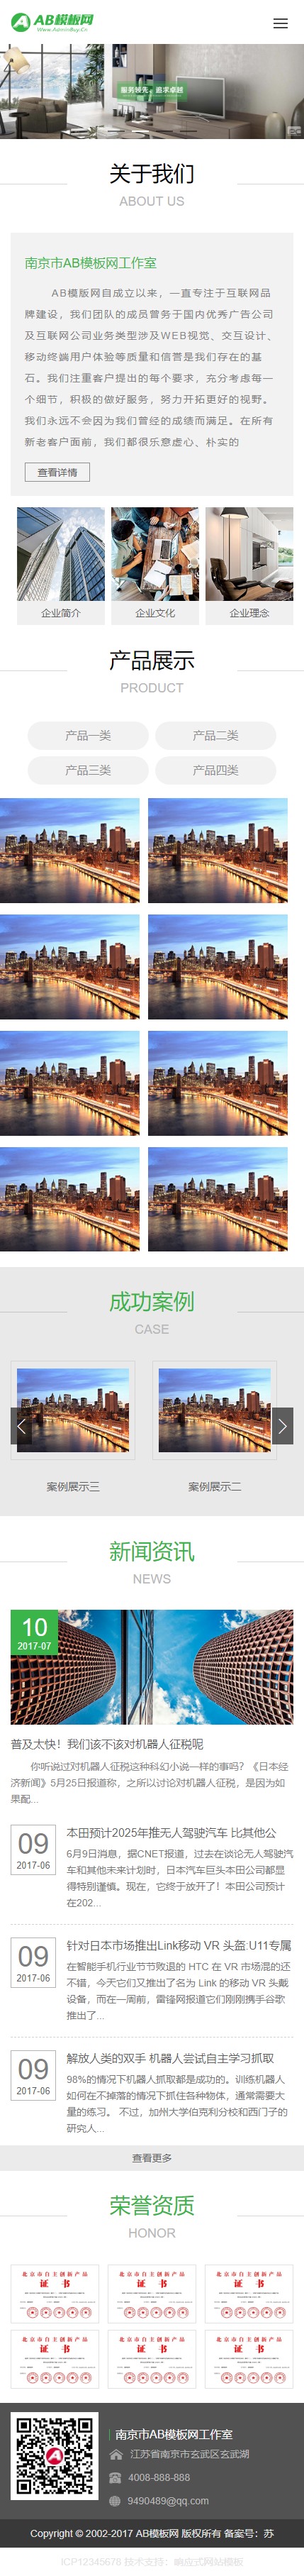 AB模板网
Www.AdminBuy.Cn
服务领先，追求卓越
关于我们
ABOUT US
南京市AB模板网工作室
AB模版网自成立以来，一直专注于互联网品
牌建设，我们团队的成员曾务于国内优秀广告公司
及互联网公司业务类型涉及WEB视觉、交互设计、
移动终端用户体验等质量和信誉是我们存在的基
石。我们注重客户提出的每个要求，充分考虑每一
个细节，积极的做好服务，努力开拓更好的视野。
我们永远不会因为我们曾经的成绩而满足。在所有
新老客户面前，我们都很乐意虚心、朴实的
查看详情
企业简介
企业文化
企业理念
产品展示
PRODUCT
产品一类
产品二类
产品三类
产品四类
成功案例
CASE
案例展示三
案例展示二
新闻资讯
NEWS
10
2017-07
普及太快！我们该不该对机器人征税呢
你听说过对机器人征税这种科幻小说一样的事吗？《日本经
济新闻》5月25日报道称，之所以讨论对机器人征税，是因为如
果配...
09
2017-06
本田预计2025年推无人驾驶汽车 比其他公
6月9日消息，据CNET报道，过去在谈论无人驾驶汽
车和其他未来计划时，日本汽车巨头本田公司都显
得特别谨慎。现在，它终于放开了！本田公司预计
在202...
09
2017-06
针对日本市场推出Link移动 VR 头盔:U11专属
在智能手机行业节节败退的 HTC 在 VR 市场混的还
不错，今天它们又推出了名为 Link 的移动 VR 头戴
设备，而在一周前，雷锋网报道它们刚刚携手谷歌
推出了...
09
2017-06
解放人类的双手 机器人尝试自主学习抓取
98%的情况下机器人抓取都是成功的。训练机器人
如何在不掉落的情况下抓住各种物体，通常需要大
量的练习。 不过，加州大学伯克利分校和西门子的
研究人...
查看更多
荣誉资质
HONOR
北京市自主创新产品 北京市自主创新产品 北京市自主创新产品
证 书 证 书 证 书
北京市自主创新产品 北京市自主创新产品 北京市自主创新产品
证 书 证 书 证 书
南京市AB模板网工作室
江苏省南京市玄武区玄武湖
4008-888-888
9490489@qq.com
Copyright © 2002-2017 AB模板网 版权所有 备案号：苏
ICP12345678 技术支持：响应式网站模板